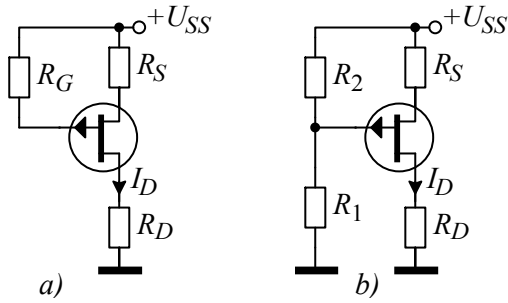 +U_SS
R_G
R_S
I_D
R_D
a)
+U_SS
R_2
R_S
I_D
R_1
R_D
b)